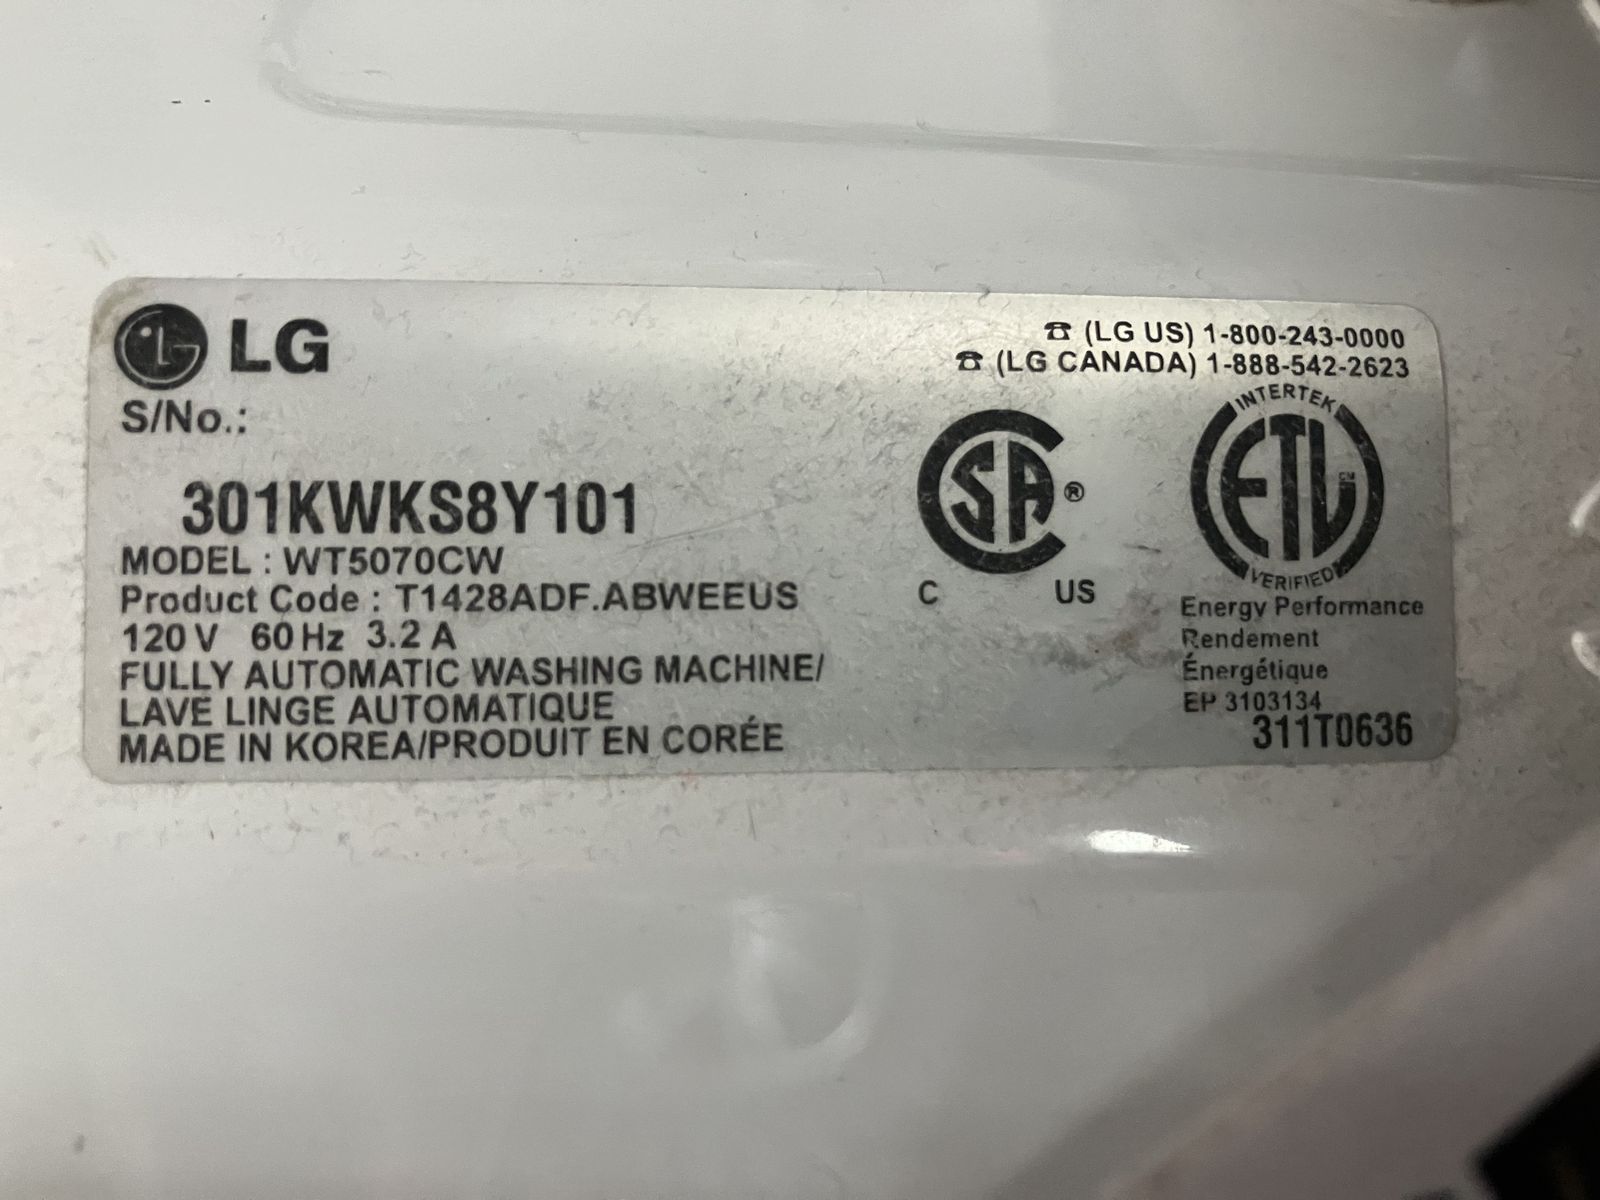 LG
S/No.:
301KWKS8Y101
MODEL : WT5070CW
Product Code : T1428ADF.ABWEEUS
120 V 60 Hz 3.2 A
FULLY AUTOMATIC WASHING MACHINE/
LAVE LINGE AUTOMATIQUE
MADE IN KOREA/PRODUIT EN CORÉE
☎ (LG US) 1-800-243-0000
☎ (LG CANADA) 1-888-542-2623
SA®
C US
INTERTEK
ETL CM
VERIFIED
Energy Performance
Rendement
Énergétique
EP 3103134
311T0636